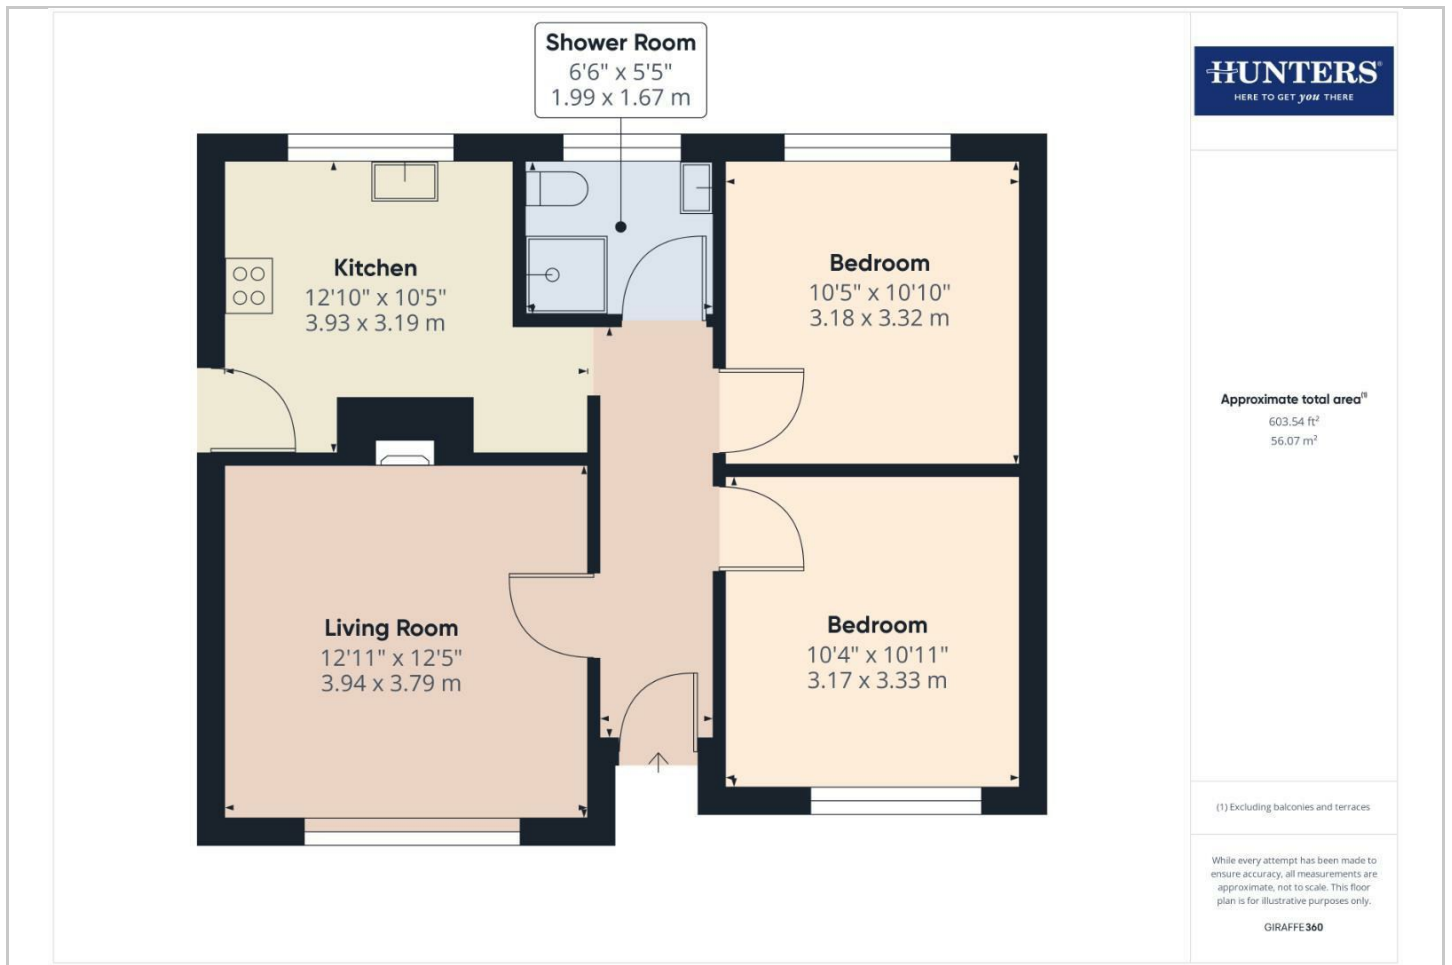 Shower Room
6'6" x 5'5"
1.99 x 1.67 m
Kitchen
12'10" x 10'5"
3.93 x 3.19 m
Bedroom
10'5" x 10'10"
3.18 x 3.32 m
Living Room
12'11" x 12'5"
3.94 x 3.79 m
Bedroom
10'4" x 10'11"
3.17 x 3.33 m
HUNTERS®
HERE TO GET you THERE
Approximate total area(1)
603.54 ft²
56.07 m²
(1) Excluding balconies and terraces
While every attempt has been made to
ensure accuracy, all measurements are
approximate, not to scale. This floor
plan is for illustrative purposes only.
GIRAFFE360